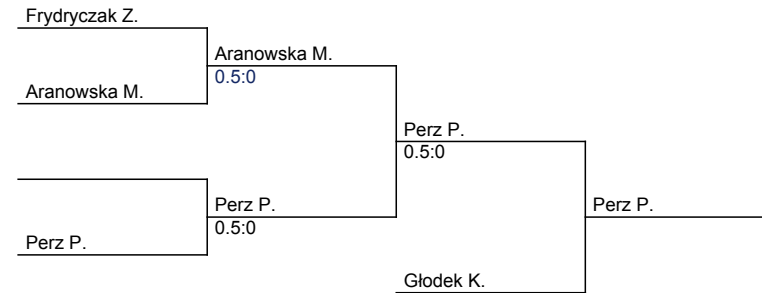 Frydryczak Z.
Aranowska M.
0.5:0
Aranowska M.
Perz P.
0.5:0
Perz P.
0.5:0
Perz P.
Perz P.
Głodek K.